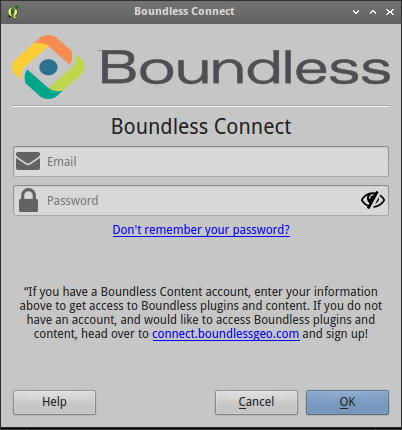 Boundless Connect
Boundless
Boundless Connect
Email
Password
Don't remember your password?
“If you have a Boundless Content account, enter your information
above to get access to Boundless plugins and content. If you do not
have an account, and would like to access Boundless plugins and
content, head over to connect.boundlessgeo.com and sign up!
Help
Cancel
OK